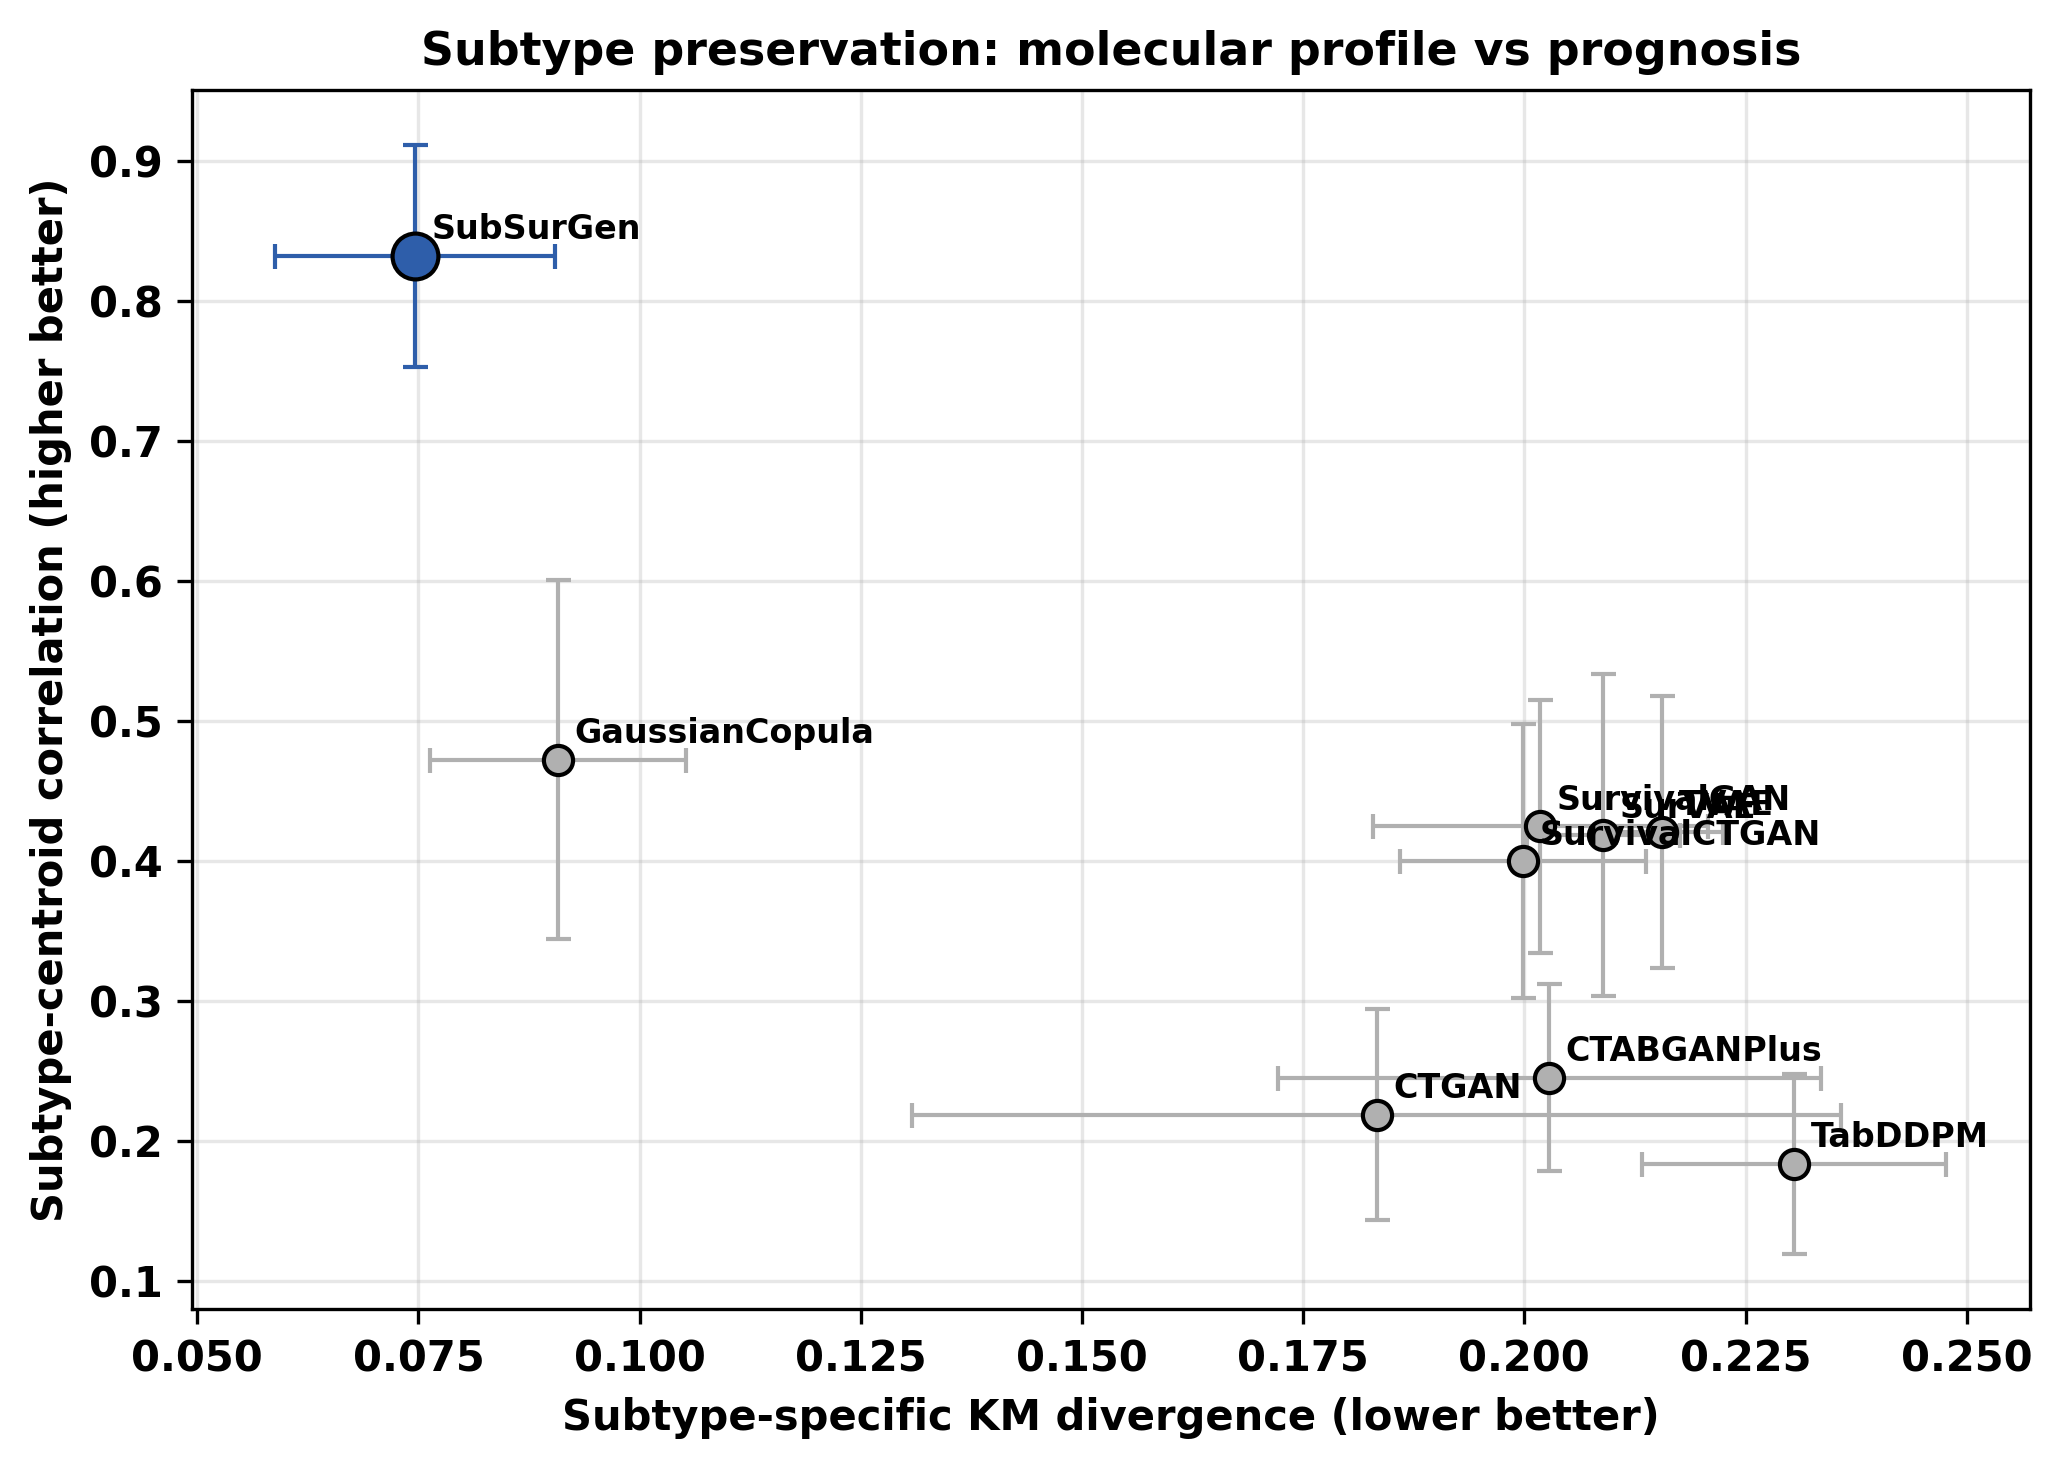 Subtype preservation: molecular profile vs prognosis
Subtype-centroid correlation (higher better)
0.9
0.8
0.7
0.6
0.5
0.4
0.3
0.2
0.1
SubSurGen
GaussianCopula
SurvivalGAN
SurVAE
TVAE
SurvivalCTGAN
CTABGANPlus
CTGAN
TabDDPM
0.050
0.075
0.100
0.125
0.150
0.175
0.200
0.225
0.250
Subtype-specific KM divergence (lower better)